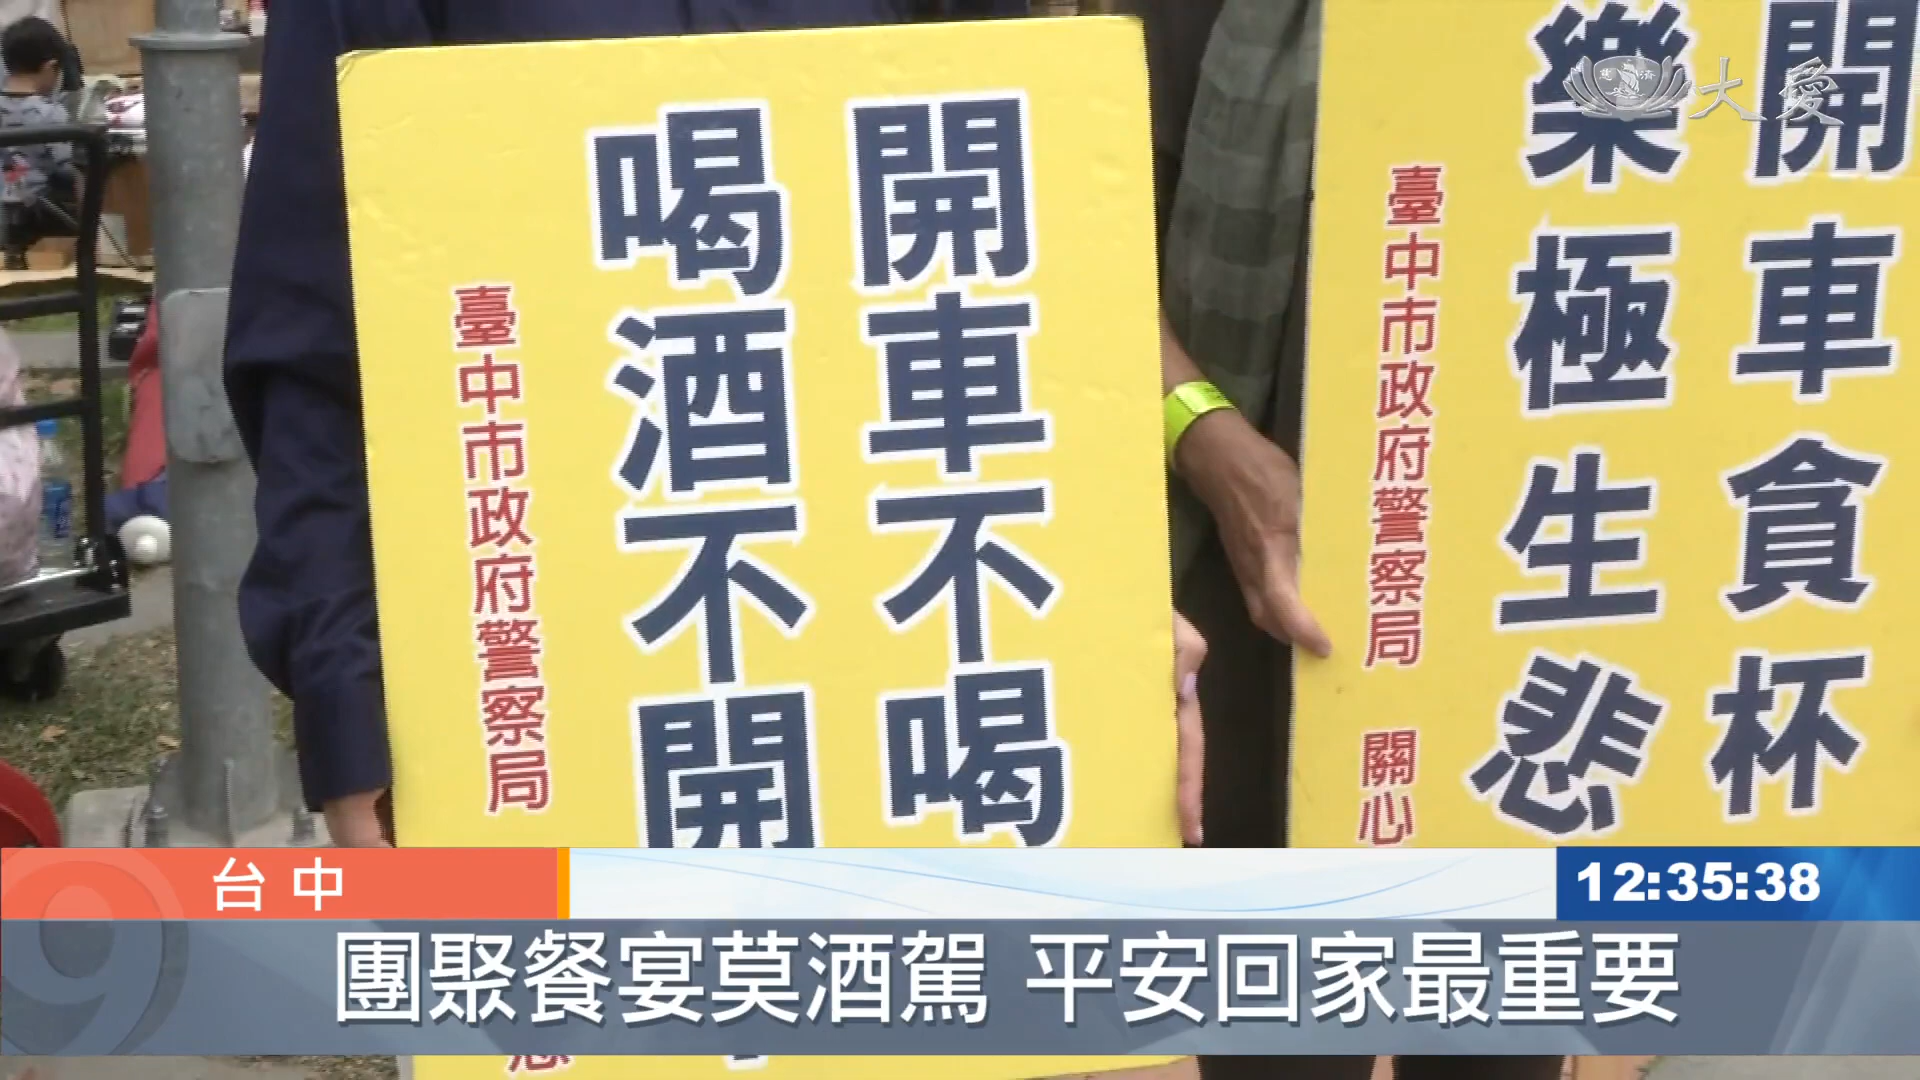 開車不喝
喝酒不開
臺中市政府警察局
開車貪杯
樂極生悲
臺中市政府警察局 關心
慈濟
大愛
台中
12:35:38
團聚餐宴莫酒駕 平安回家最重要